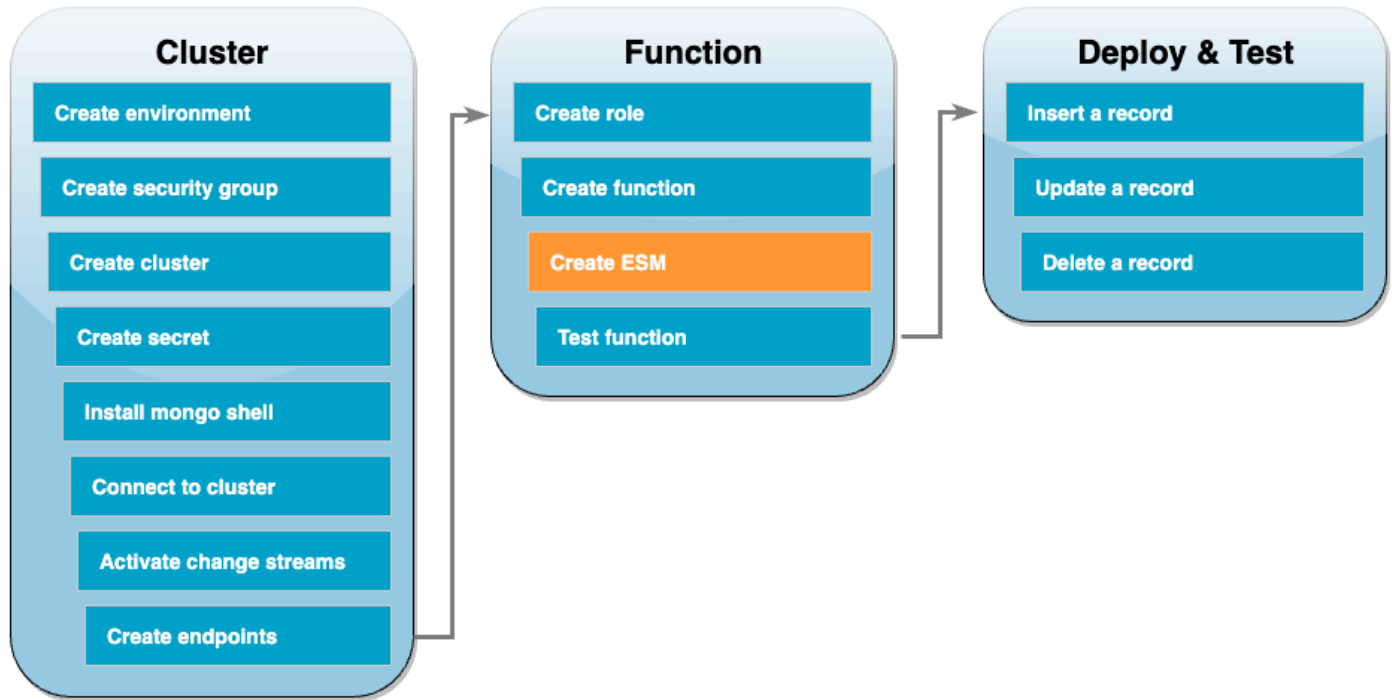 Cluster
Create environment
Create security group
Create cluster
Create secret
Install mongo shell
Connect to cluster
Activate change streams
Create endpoints
Function
Create role
Create function
Create ESM
Test function
Deploy & Test
Insert a record
Update a record
Delete a record